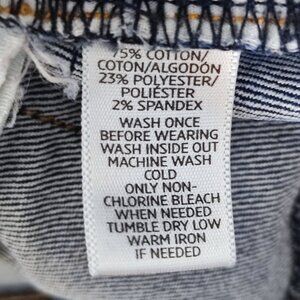 75% COTTON/
COTON/ALGODÓN
23% POLYESTER/
POLIÉSTER
2% SPANDEX
WASH ONCE
BEFORE WEARING
WASH INSIDE OUT
MACHINE WASH
COLD
ONLY NON-
CHLORINE BLEACH
WHEN NEEDED
TUMBLE DRY LOW
WARM IRON
IF NEEDED